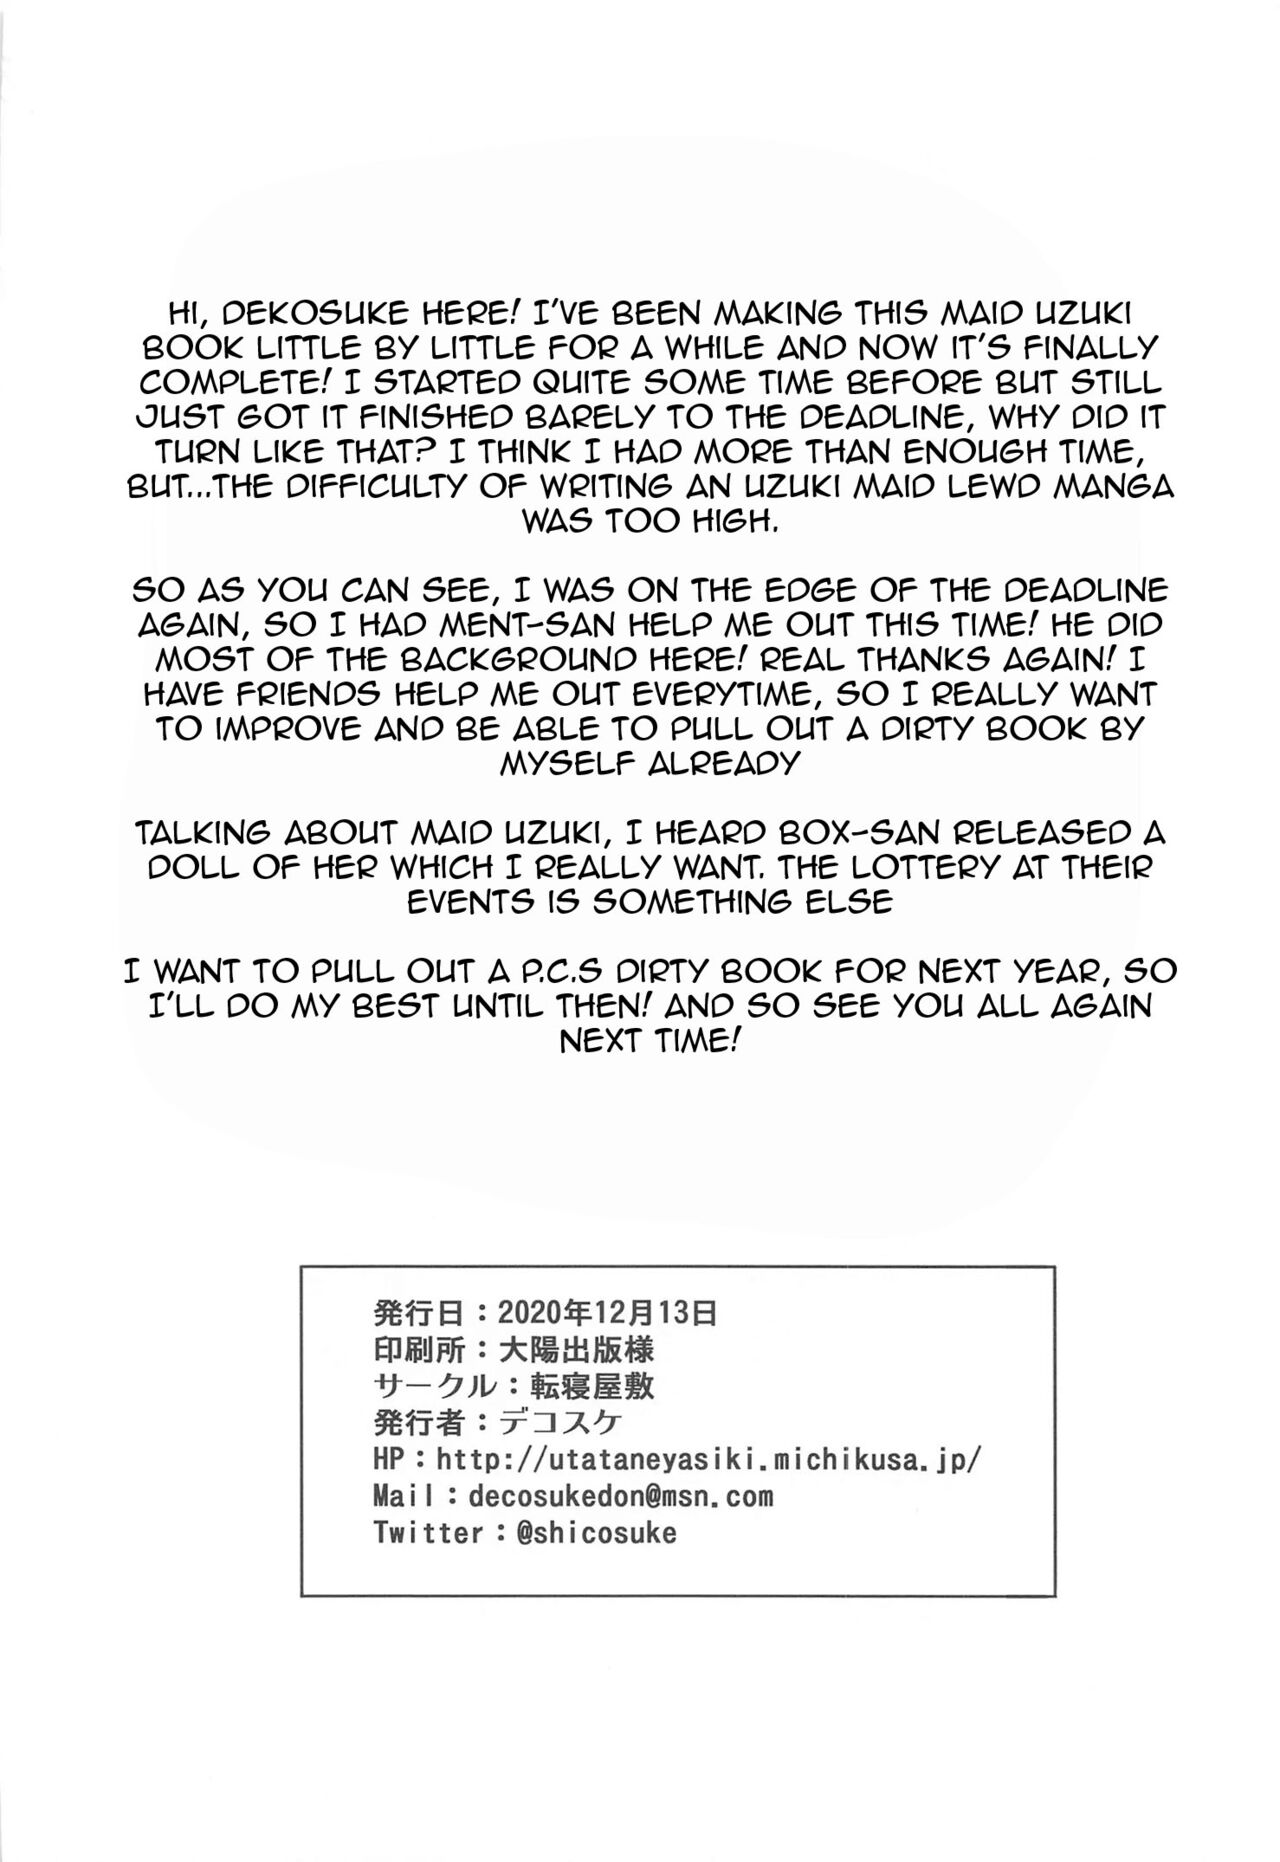 HI, DEKOSUKE HERE! I'VE BEEN MAKING THIS MAID UZUKI
BOOK LITTLE BY LITTLE FOR A WHILE AND NOW IT'S FINALLY
COMPLETE! I STARTED QUITE SOME TIME BEFORE BUT STILL
JUST GOT IT FINISHED BARELY TO THE DEADLINE, WHY DID IT
TURN LIKE THAT? I THINK I HAD MORE THAN ENOUGH TIME,
BUT...THE DIFFICULTY OF WRITING AN UZUKI MAID LEWD MANGA
WAS TOO HIGH.
SO AS YOU CAN SEE, I WAS ON THE EDGE OF THE DEADLINE
AGAIN, SO I HAD MENT-SAN HELP ME OUT THIS TIME! HE DID
MOST OF THE BACKGROUND HERE! REAL THANKS AGAIN! I
HAVE FRIENDS HELP ME OUT EVERYTIME, SO I REALLY WANT
TO IMPROVE AND BE ABLE TO PULL OUT A DIRTY BOOK BY
MYSELF ALREADY
TALKING ABOUT MAID UZUKI, I HEARD BOX-SAN RELEASED A
DOLL OF HER WHICH I REALLY WANT. THE LOTTERY AT THEIR
EVENTS IS SOMETHING ELSE
I WANT TO PULL OUT A P.C.S DIRTY BOOK FOR NEXT YEAR, SO
I'LL DO MY BEST UNTIL THEN! AND SO SEE YOU ALL AGAIN
NEXT TIME!
発行日：2020年12月13日
印刷所：大陽出版様
サークル：転寝屋敷
発行者：デコスケ
HP：http://utataneyasiki.michikusa.jp/
Mail：decosukedon@msn.com
Twitter：@shicosuke